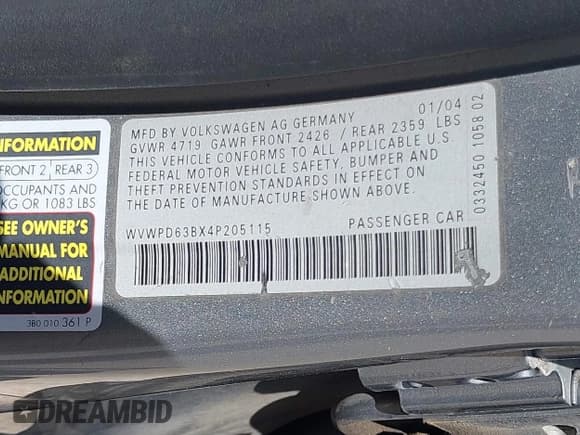 NFORMATION
FRONT 2 REAR 3
OCCUPANTS AND
KG OR 1083 LBS
SEE OWNER'S
MANUAL FOR
ADDITIONAL
INFORMATION
3B0 010 361 P
MFD BY VOLKSWAGEN AG GERMANY 01/04
GVWR 4719 GAWR FRONT 2426 / REAR 2359 LBS
THIS VEHICLE CONFORMS TO ALL APPLICABLE U.S
FEDERAL MOTOR VEHICLE SAFETY, BUMPER AND
THEFT PREVENTION STANDARDS IN EFFECT ON
THE DATE OF MANUFACTURE SHOWN ABOVE.
WVWPD63BX4P205115 PASSENGER CAR
0332450 1058 02
DREAMBID